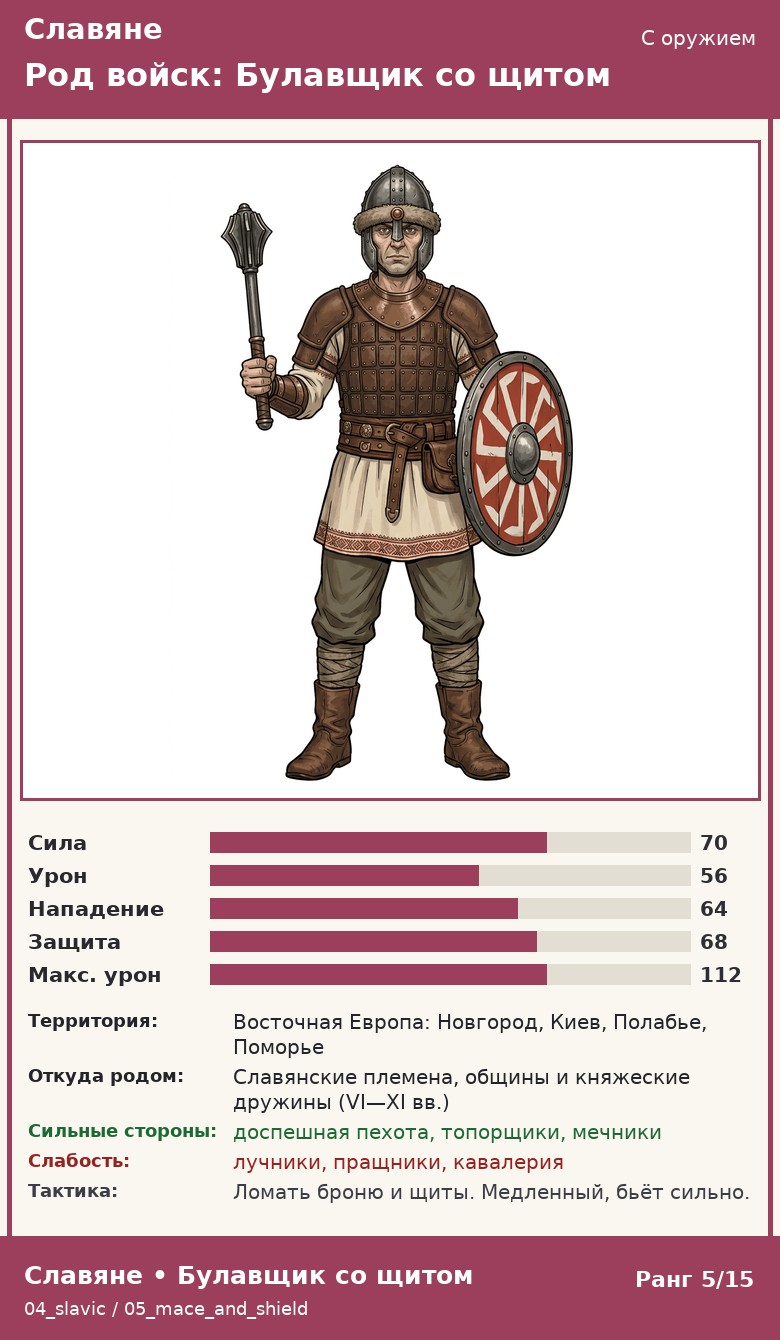 Славяне
С оружием
Род войск: Булавщик со щитом
Сила 70
Урон 56
Нападение 64
Защита 68
Макс. урон 112
Территория: Восточная Европа: Новгород, Киев, Полабье,
Поморье
Откуда родом: Славянские племена, общины и княжеские
дружины (VI—XI вв.)
Сильные стороны: доспешная пехота, топорщики, мечники
Слабость: лучники, пращники, кавалерия
Тактика: Ломать броню и щиты. Медленный, бьёт сильно.
Славяне • Булавщик со щитом
Ранг 5/15
04_slavic / 05_mace_and_shield